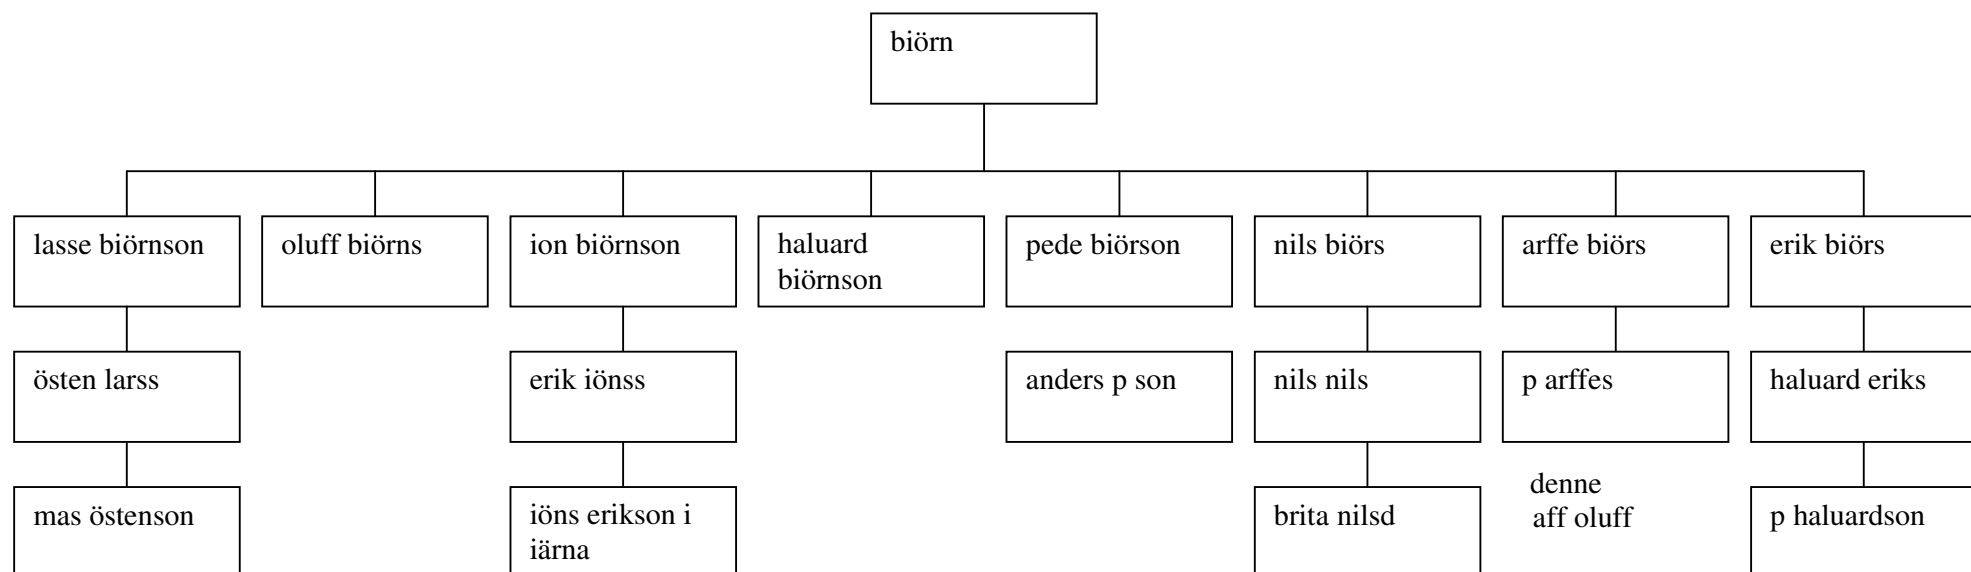 biörn
lasse biörnson
oluff biörns
ion biörnson
haluard
biörnson
pede biörson
nils biörs
arffe biörs
erik biörs
östen larss
erik iönss
anders p son
nils nils
p arffes
haluard eriks
mas östenson
iöns erikson i
iärna
brita nilsd
denne
aff oluff
p haluardson